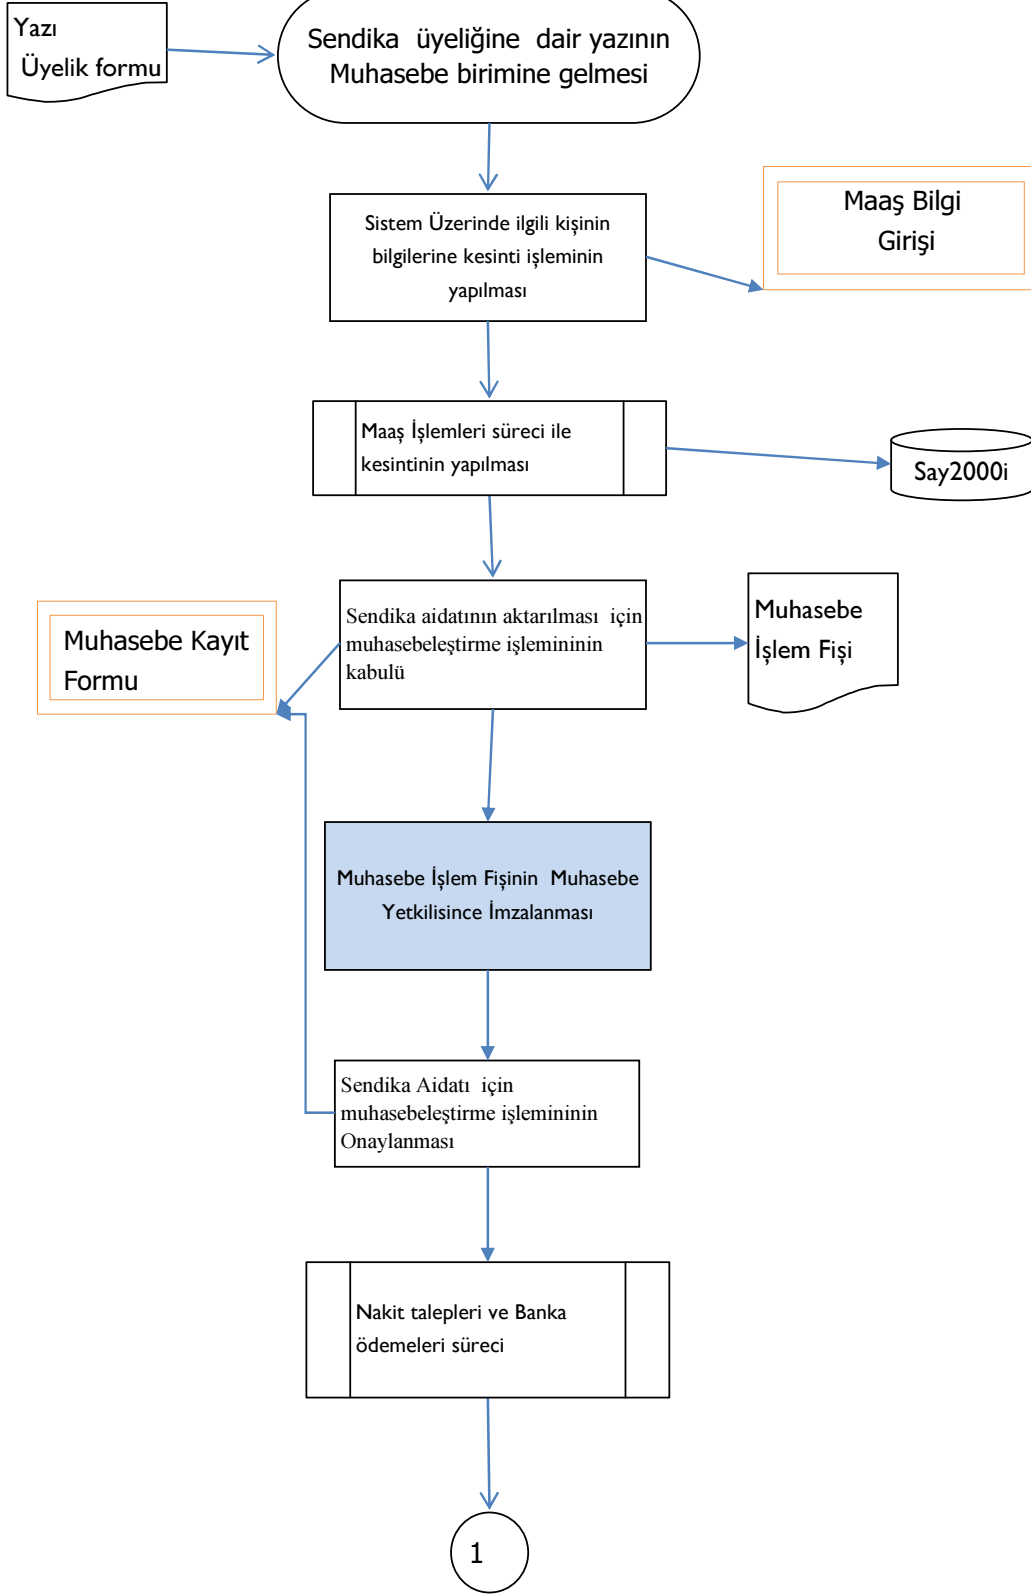 Yazı
Üyelik formu
Sendika üyeliğine dair yazının
Muhasebe birimine gelmesi
Sistem Üzerinde ilgili kişinin
bilgilerine kesinti işleminin
yapılması
Maaş Bilgi
Girişi
Maaş İşlemleri süreci ile
kesintinin yapılması
Say2000i
Sendika aidatının aktarılması için
muhasebeleştirme işlemininin
kabulü
Muhasebe
İşlem Fişi
Muhasebe Kayıt
Formu
Muhasebe İşlem Fişinin Muhasebe
Yetkilisince İmzalanması
Sendika Aidatı için
muhasebeleştirme işlemininin
Onaylanması
Nakit talepleri ve Banka
ödemeleri süreci
1